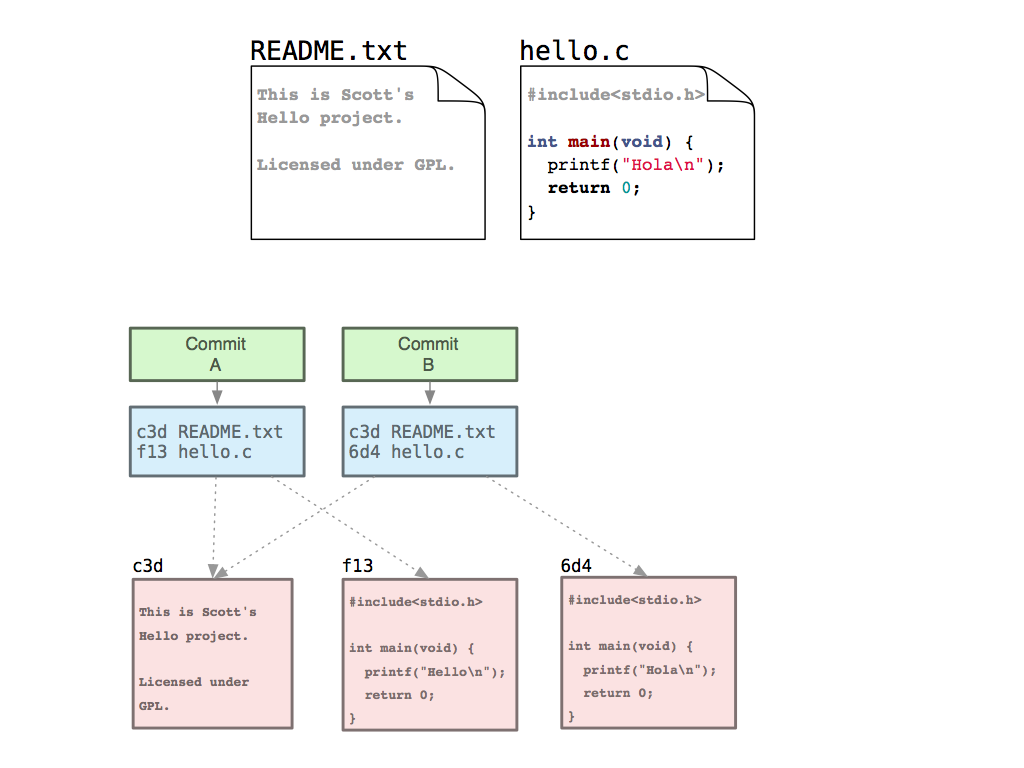 README.txt
This is Scott's
Hello project.
Licensed under GPL.
hello.c
#include<stdio.h>
int main(void) {
printf("Hola\n");
return 0;
}
Commit
A
c3d README.txt
f13 hello.c
Commit
B
c3d README.txt
6d4 hello.c
c3d
This is Scott's
Hello project.
Licensed under
GPL.
f13
#include<stdio.h>
int main(void) {
printf("Hello\n");
return 0;
}
6d4
#include<stdio.h>
int main(void) {
printf("Hola\n");
return 0;
}